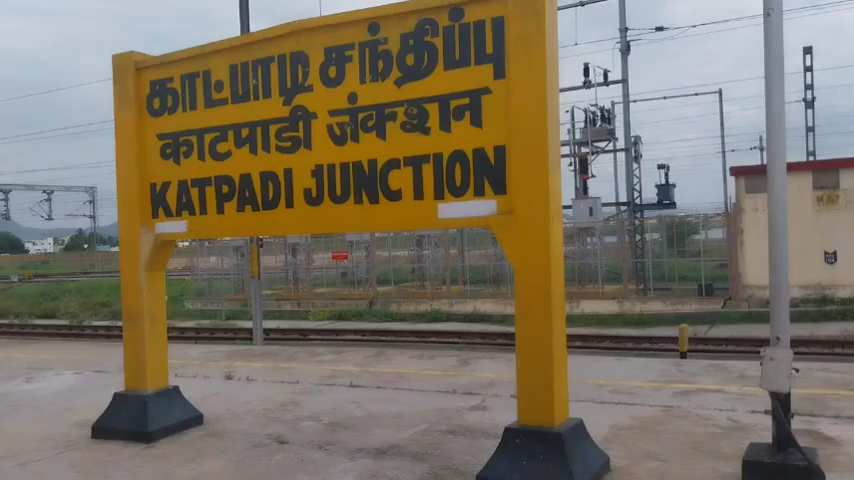 காட்பாடி சந்திப்பு
काटपाडी जंक्शन
KATPADI JUNCTION